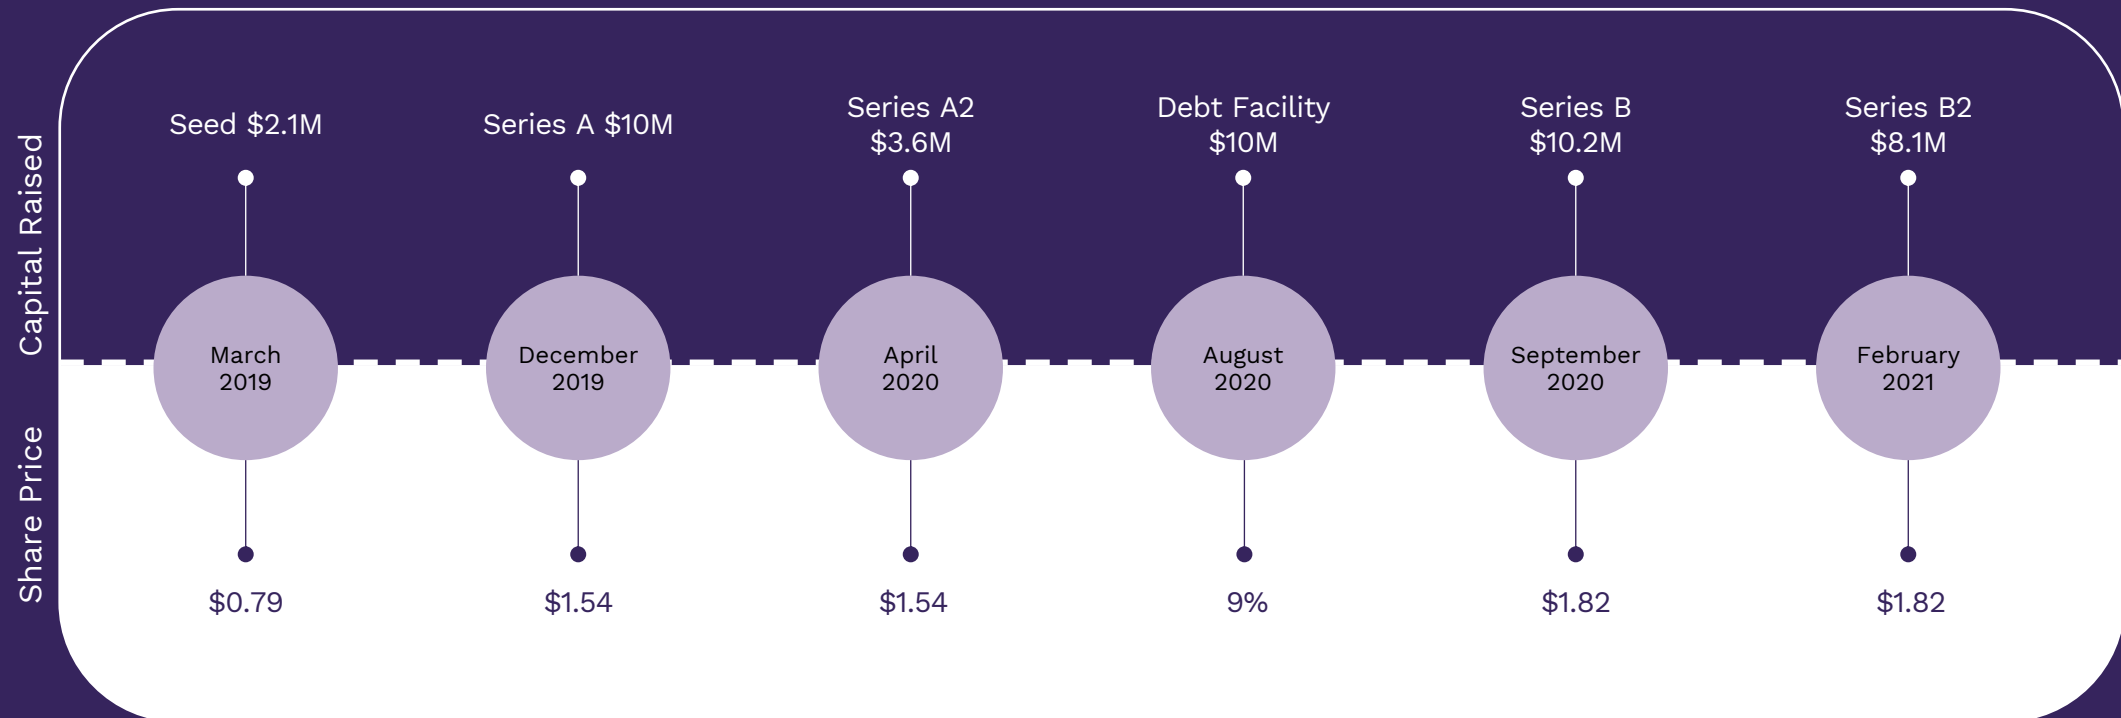 Capital Raised
Seed $2.1M
Series A $10M
Series A2
$3.6M
Debt Facility
$10M
Series B
$10.2M
Series B2
$8.1M
March
2019
December
2019
April
2020
August
2020
September
2020
February
2021
Share Price
$0.79
$1.54
$1.54
9%
$1.82
$1.82